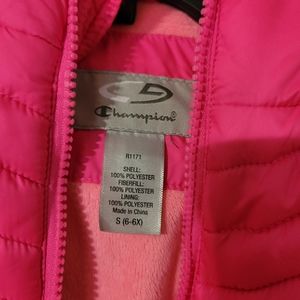 Champion
R1171
SHELL:
100% POLYESTER
FIBERFILL:
100% POLYESTER
LINING:
100% POLYESTER
Made in China
S (6-6X)